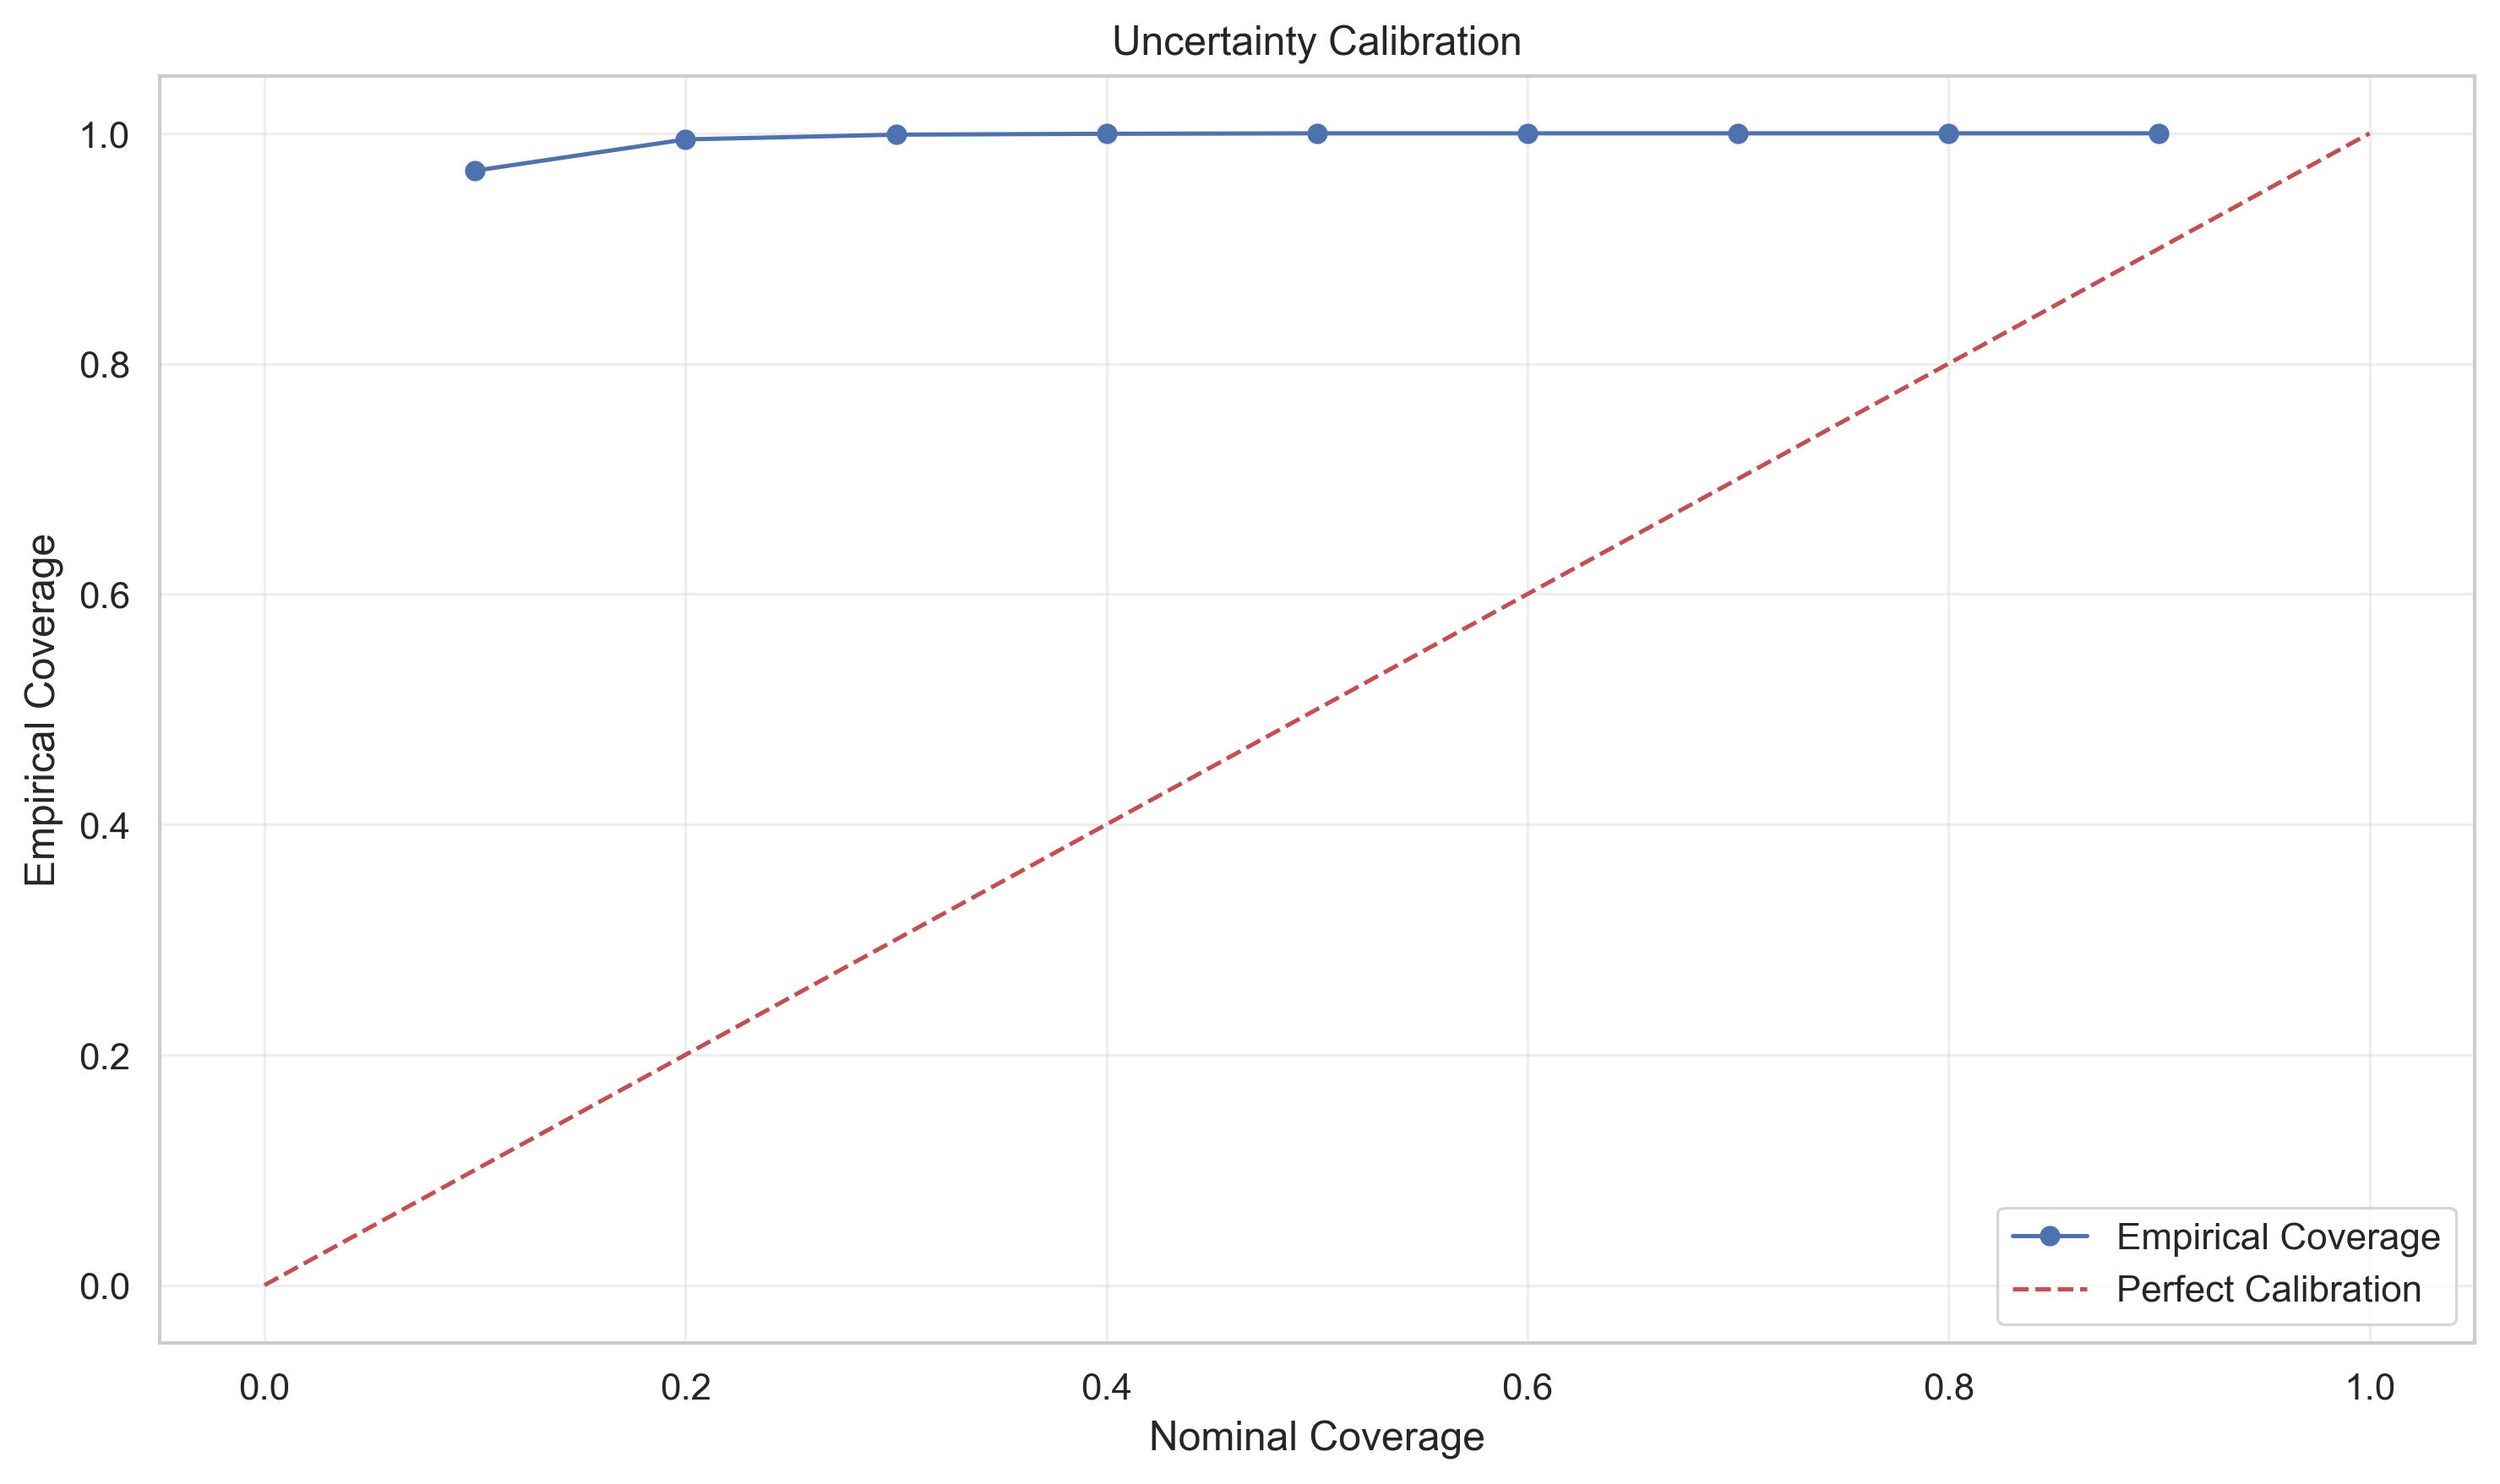 Uncertainty Calibration
1.0
0.8
0.6
0.4
0.2
0.0
Empirical Coverage
Empirical Coverage
Perfect Calibration
0.0 0.2 0.4 0.6 0.8 1.0
Nominal Coverage